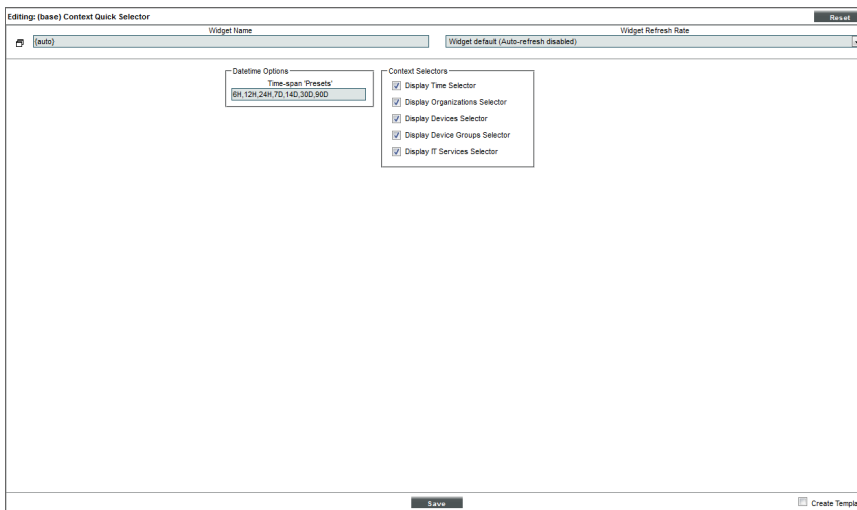 Editing: (base) Context Quick Selector
Reset
Widget Name
Widget Refresh Rate
{auto}
Widget default (Auto-refresh disabled)
Datetime Options
Time-span 'Presets'
6H,12H,24H,7D,14D,30D,90D
Context Selectors
Display Time Selector
Display Organizations Selector
Display Devices Selector
Display Device Groups Selector
Display IT Services Selector
Save
Create Templa